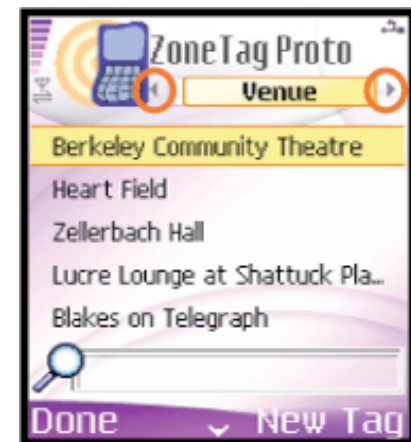 ZoneTag Proto
Venue
Berkeley Community Theatre
Heart Field
Zellerbach Hall
Lucre Lounge at Shattuck Pla...
Blakes on Telegraph
Done New Tag